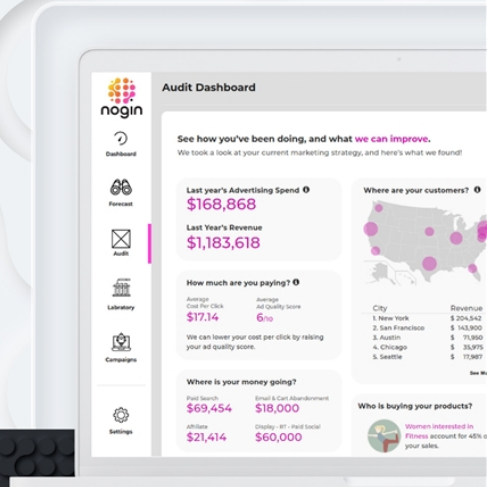 nogin
Audit Dashboard
Dashboard
Forecast
Audit
Labratory
Campaigns
Settings
See how you've been doing, and what we can improve.
We took a look at your current marketing strategy, and here's what we found!
Last year's Advertising Spend
$168,868
Last Year's Revenue
$1,183,618
How much are you paying?
Average
Cost Per Click
$17.14
Average
Ad Quality Score
6/10
We can lower your cost per click by raising
your ad quality score.
Where is your money going?
Paid Search
$69,454
Email & Cart Abandonment
$18,000
Affiliate
$21,414
Display - RT - Paid Social
$60,000
Where are your customers?
City Revenue
1. New York $ 204,542
2. San Francisco $ 143,900
3. Austin $ 71,950
4. Chicago $ 35,975
5. Seattle $ 17,987
See
Who is buying your products?
Women interested in
Fitness account for 45%
your sales.